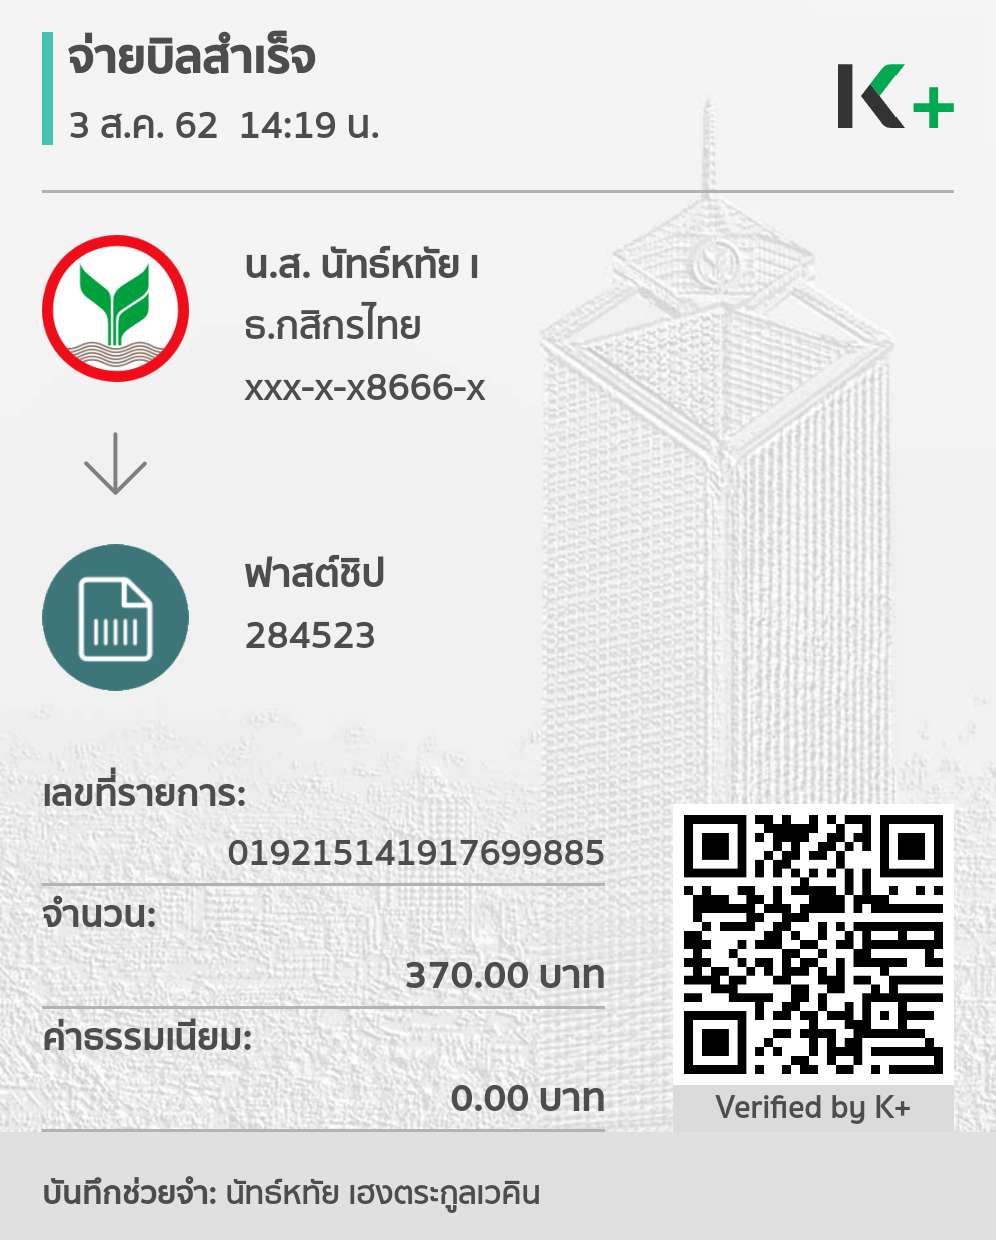 จ่ายบิลสำเร็จ
3 ส.ค. 62 14:19 น.
K+
น.ส. นัทธ์หทัย เ
ธ.กสิกรไทย
xxx-x-x8666-x
ฟาสต์ชิป
284523
เลขที่รายการ:
019215141917699885
จำนวน:
370.00 บาท
ค่าธรรมเนียม:
0.00 บาท
Verified by K+
บันทึกช่วยจำ: นัทธ์หทัย เฮงตระกูลเวคิน